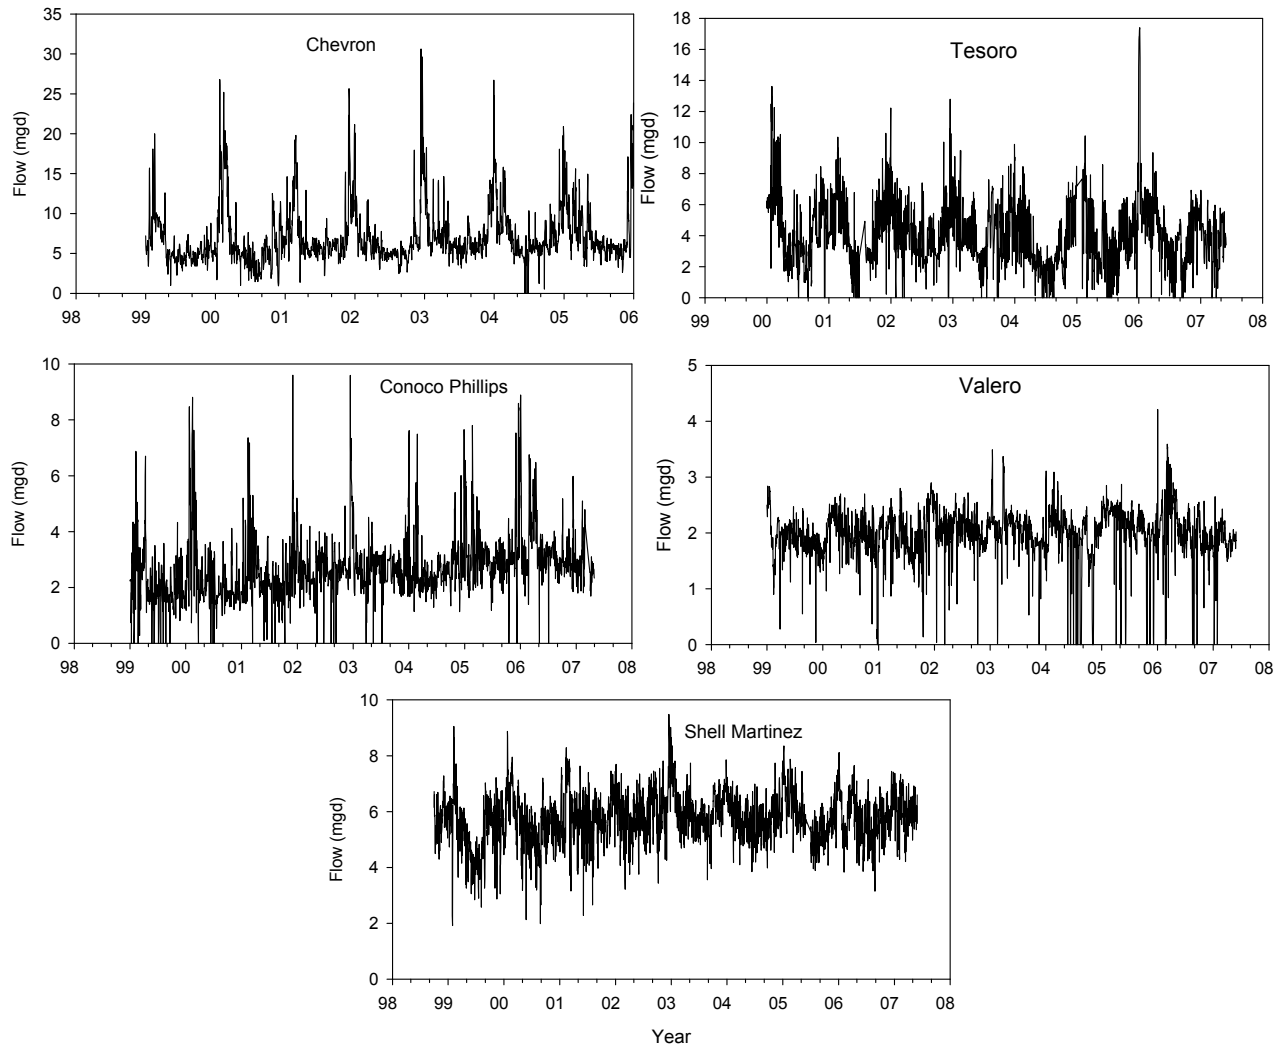 Chevron
Flow (mgd)
35
30
25
20
15
10
5
0
98 99 00 01 02 03 04 05 06
Tesoro
Flow (mgd)
18
16
14
12
10
8
6
4
2
0
99 00 01 02 03 04 05 06 07 08
Conoco Phillips
Flow (mgd)
10
8
6
4
2
0
98 99 00 01 02 03 04 05 06 07 08
Valero
Flow (mgd)
5
4
3
2
1
0
98 99 00 01 02 03 04 05 06 07 08
Shell Martinez
Flow (mgd)
10
8
6
4
2
0
98 99 00 01 02 03 04 05 06 07 08
Year